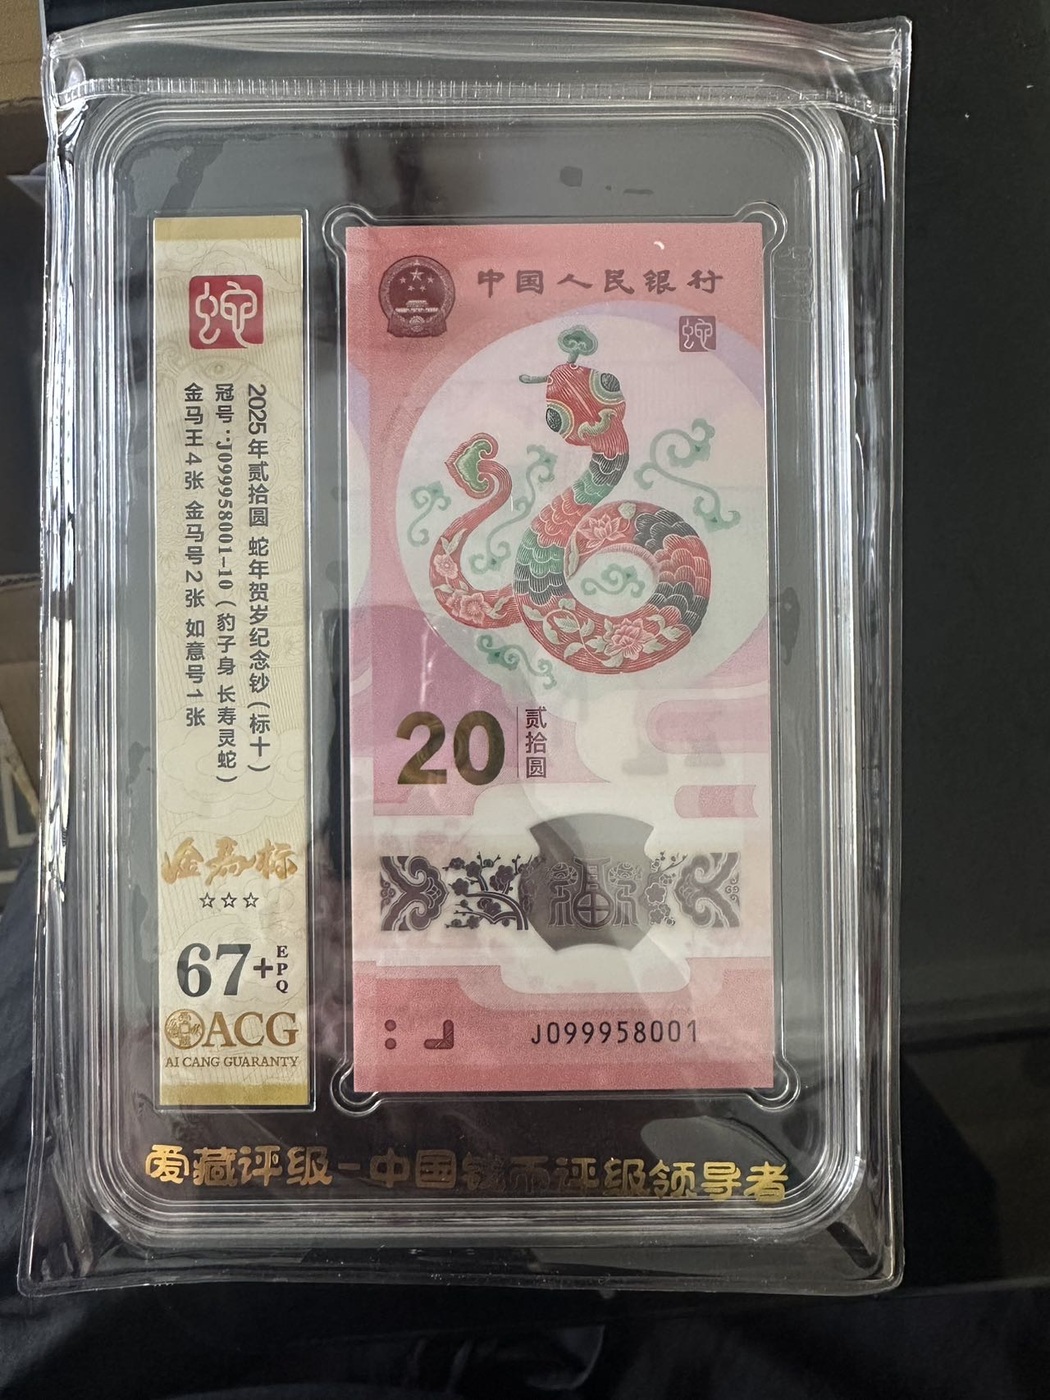 蛇
2025年贰拾圆 蛇年贺岁纪念钞(标十)
冠号:J099958001-10(豹子身 长寿灵蛇)
金马王4张 金马号2张 如意号1张
金马标
☆☆☆
67+EPQ
ACG
AI CANG GUARANTY
中国人民银行
蛇
20 贰拾圆
福
J099958001
爱藏评级-中国钱币评级领导者